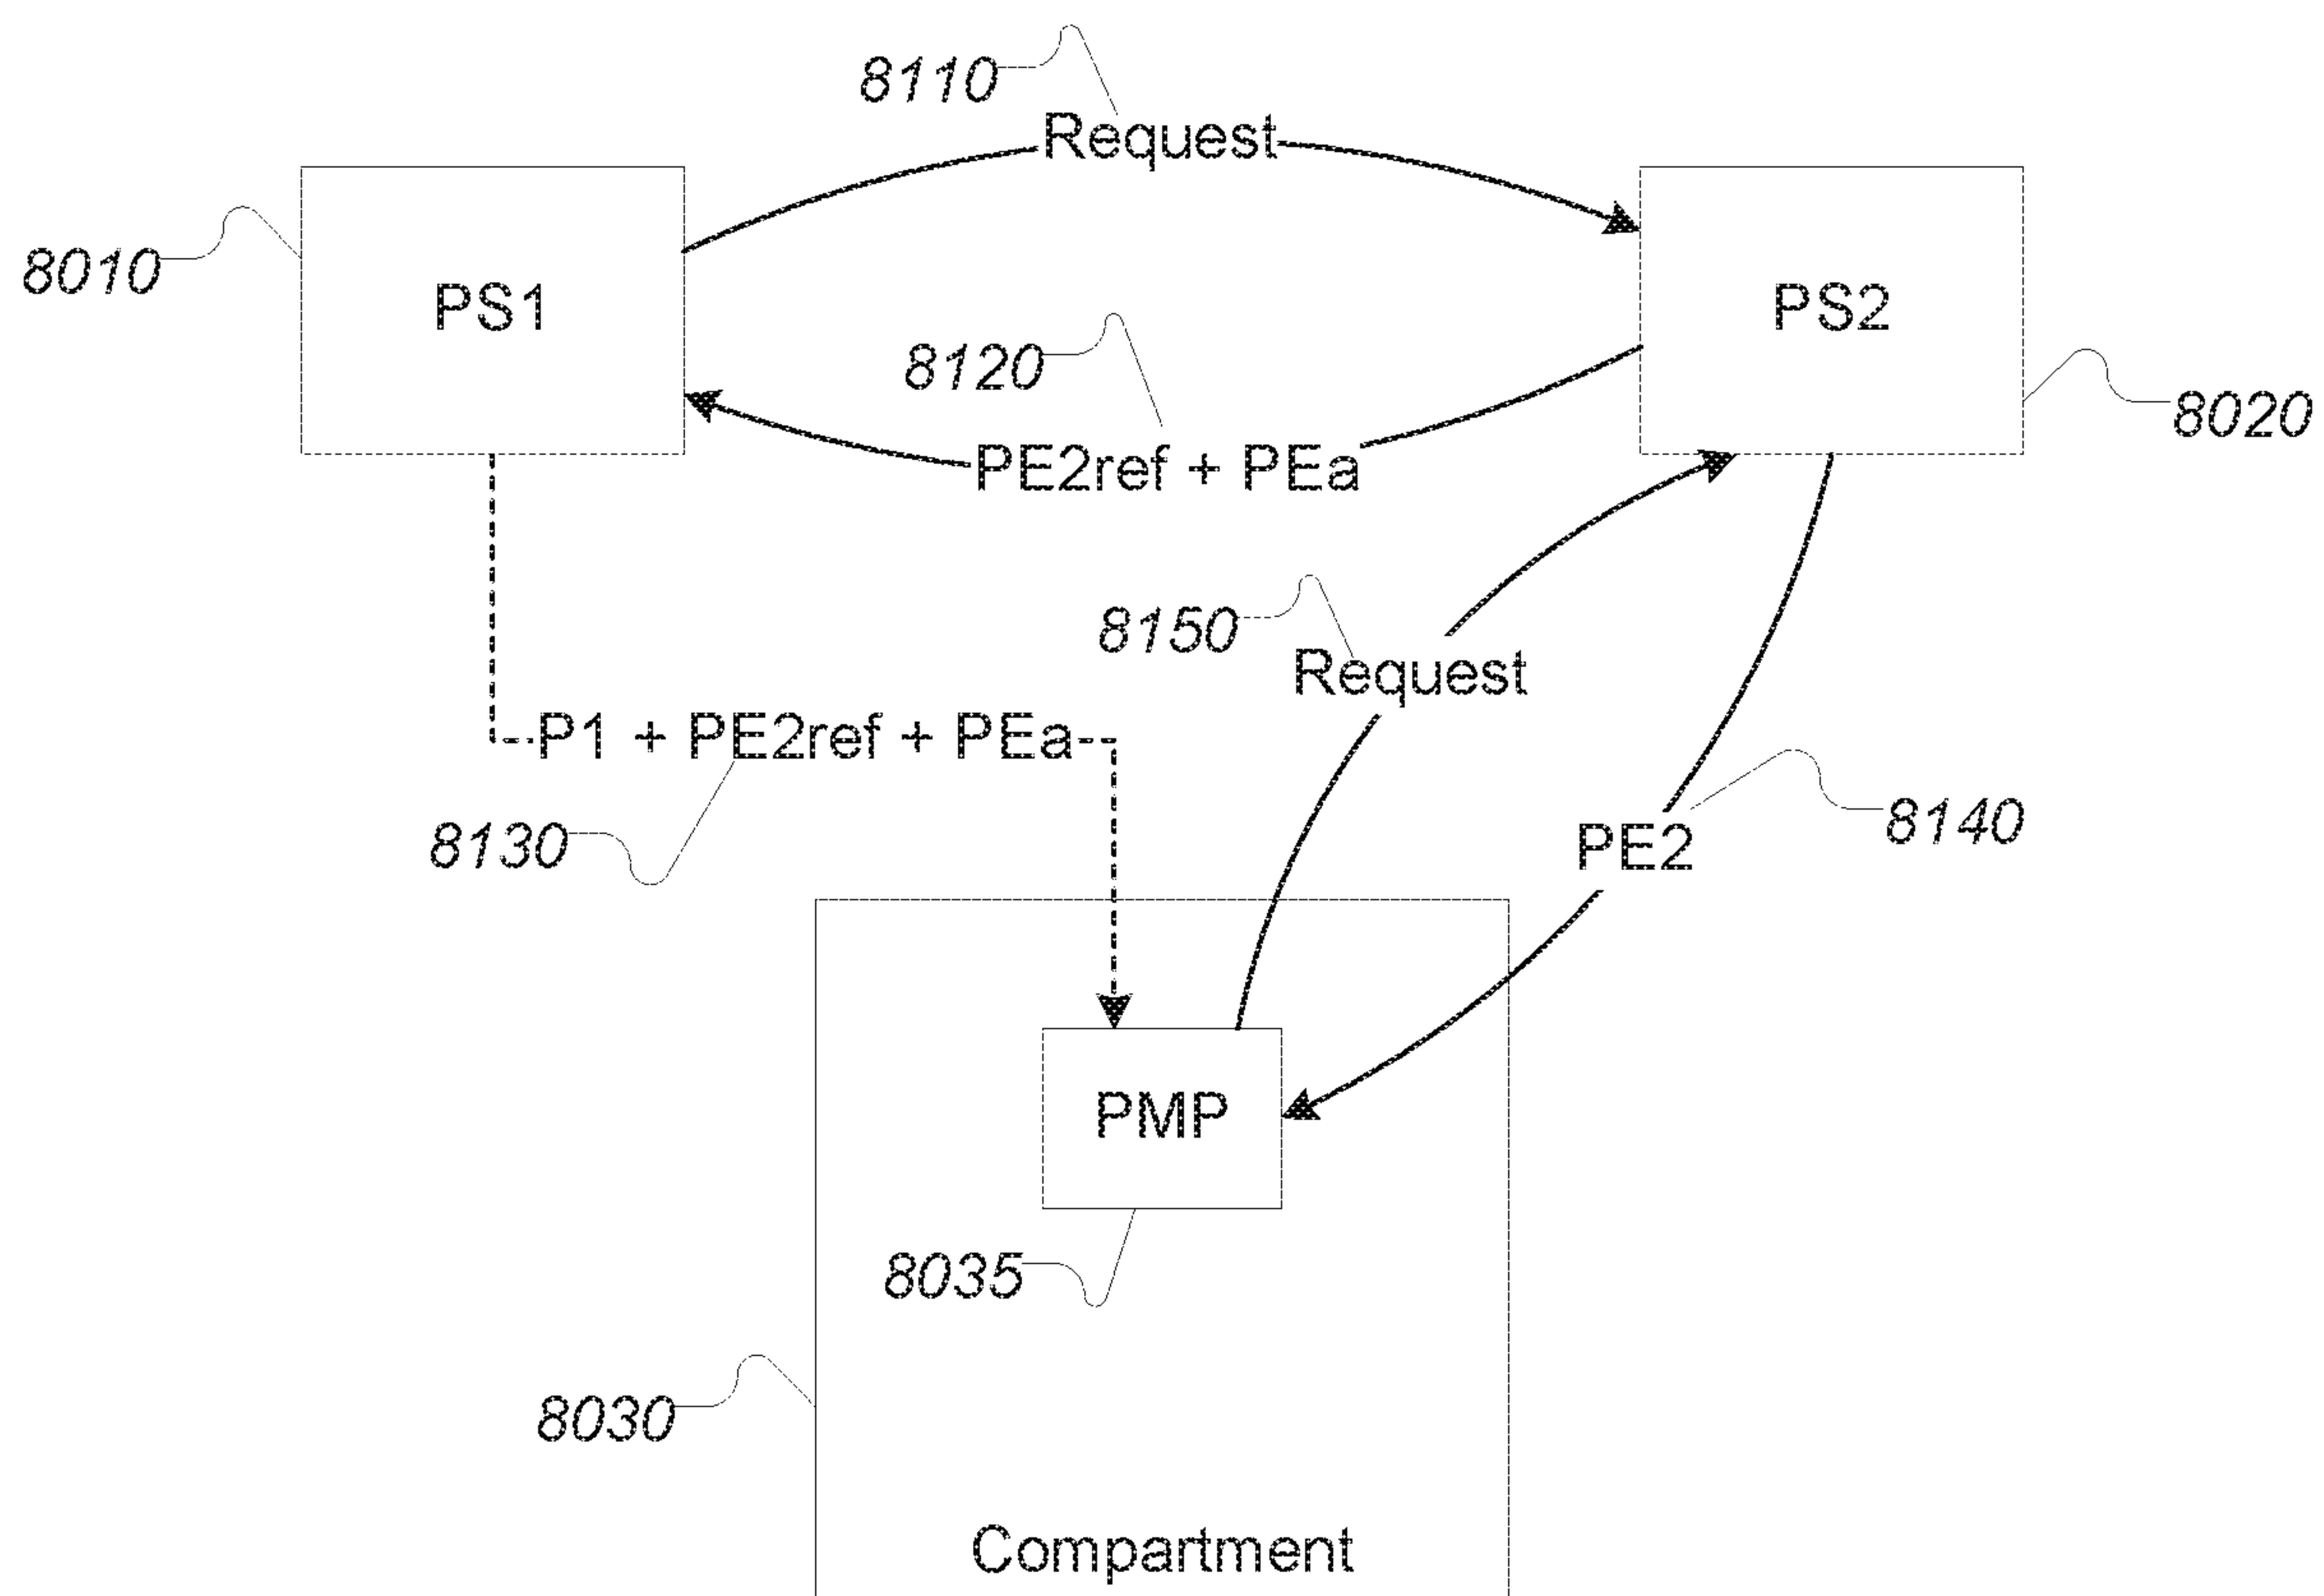 8110
Request
8010
PS1
PS2
8120
8020
PE2ref + PEa
8150
Request
P1 + PE2ref + PEa
8130
8140
PE2
PMP
8035
8030
Compartment